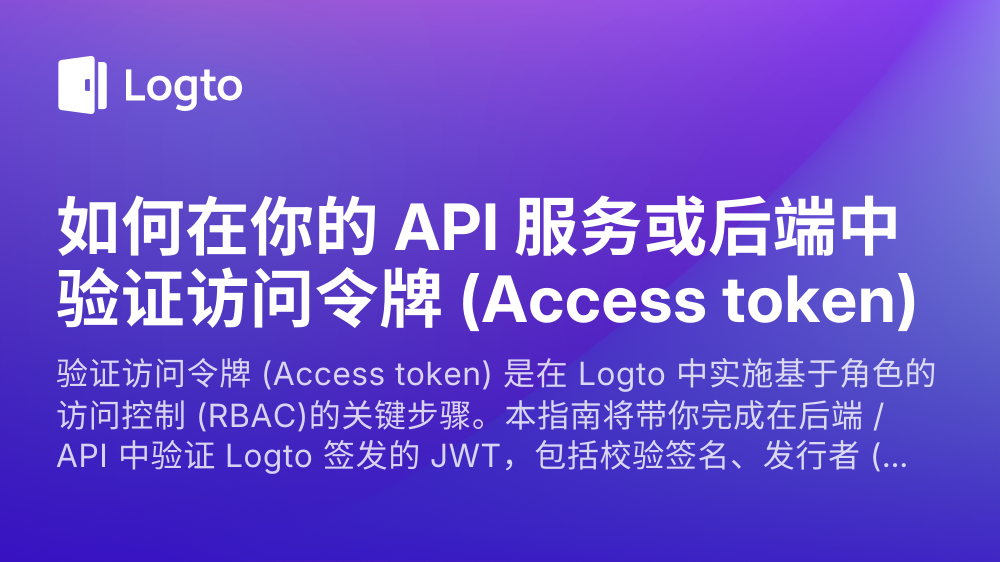 Logto
如何在你的 API 服务或后端中
验证访问令牌 (Access token)
验证访问令牌 (Access token) 是在 Logto 中实施基于角色的
访问控制 (RBAC)的关键步骤。本指南将带你完成在后端 /
API 中验证 Logto 签发的 JWT，包括校验签名、发行者 (...